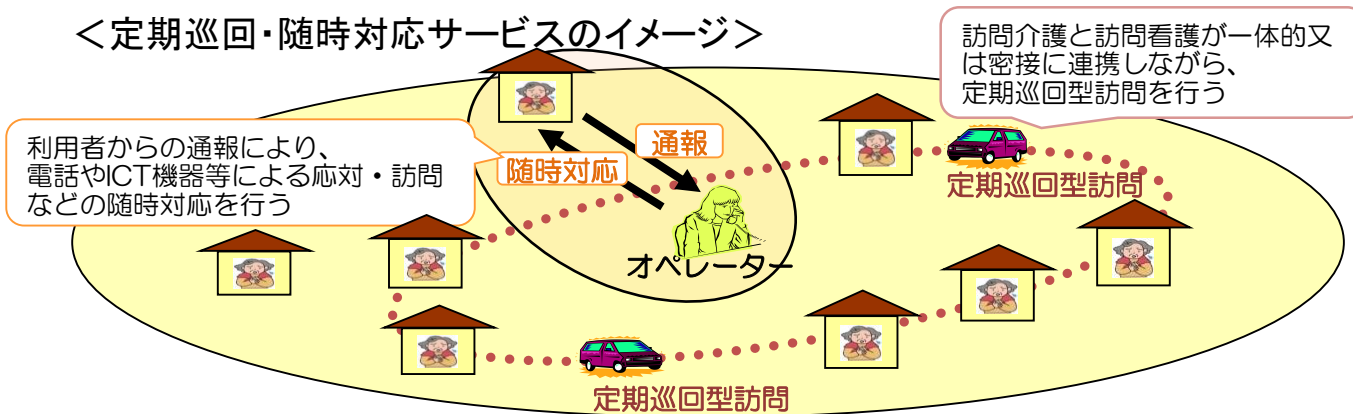 ＜定期巡回・随時対応サービスのイメージ＞
訪問介護と訪問看護が一体的又
は密接に連携しながら、
定期巡回型訪問を行う
利用者からの通報により、
電話やICT機器等による応対・訪問
などの随時対応を行う
通報
随時対応
定期巡回型訪問
オペレーター
定期巡回型訪問